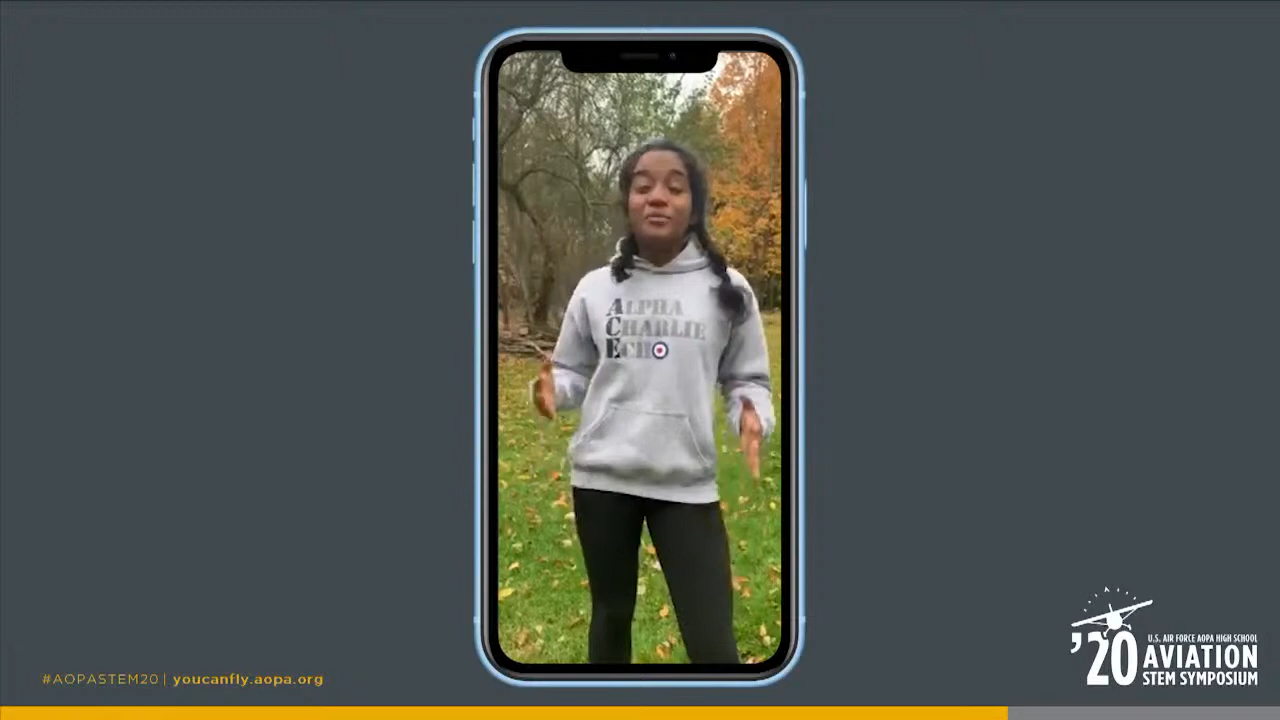 ALPHA
CHARLIE
ECHO
#AOPASTEM20 | youcanfly.aopa.org
'20
U.S. AIR FORCE AOPA HIGH SCHOOL
AVIATION
STEM SYMPOSIUM